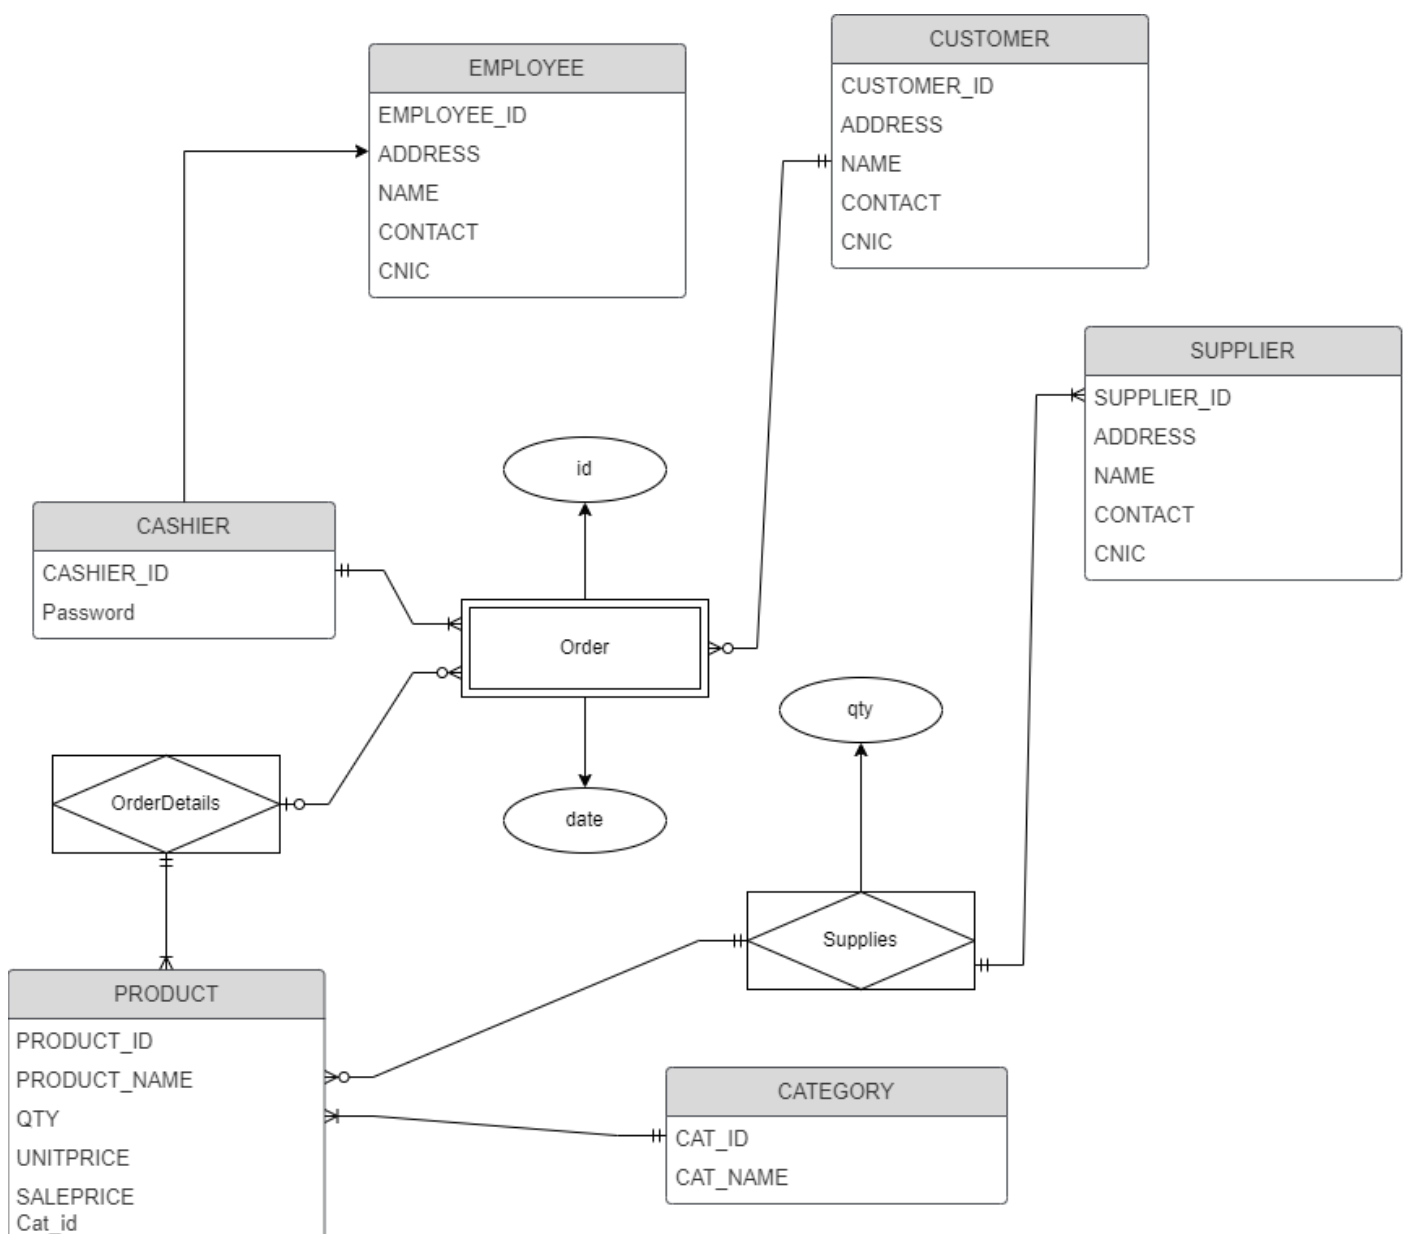 CUSTOMER
CUSTOMER_ID
ADDRESS
NAME
CONTACT
CNIC
EMPLOYEE
EMPLOYEE_ID
ADDRESS
NAME
CONTACT
CNIC
SUPPLIER
SUPPLIER_ID
ADDRESS
NAME
CONTACT
CNIC
id
CASHIER
CASHIER_ID
Password
Order
qty
OrderDetails
date
Supplies
PRODUCT
PRODUCT_ID
PRODUCT_NAME
QTY
UNITPRICE
SALEPRICE
Cat_id
CATEGORY
CAT_ID
CAT_NAME